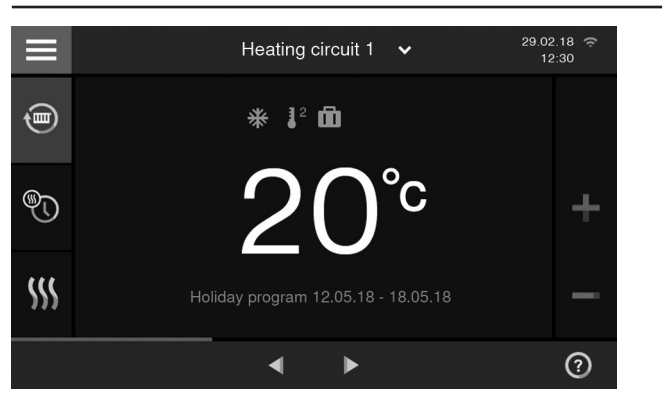 Heating circuit 1
29.02.18
12:30
2
20°C
Holiday program 12.05.18 - 18.05.18
?